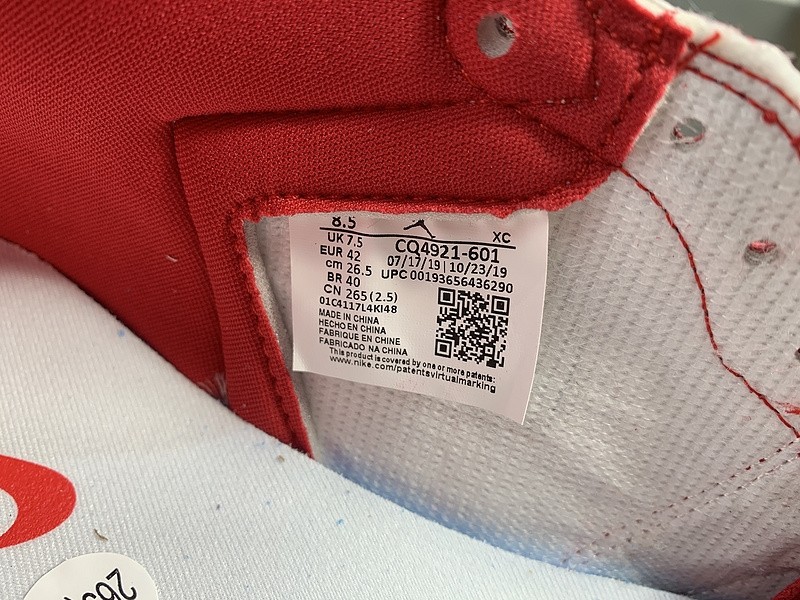 8.5 XC
UK 7.5 CQ4921-601
EUR 42 07/17/19 | 10/23/19
cm 26.5 UPC 00193656436290
BR 40
CN 265 (2.5)
01C4117L4KI48
MADE IN CHINA
HECHO EN CHINA
FABRIQUE EN CHINE
FABRICADO NA CHINA
This product is covered by one or more patents:
www.nike.com/patentsvirtualmarking